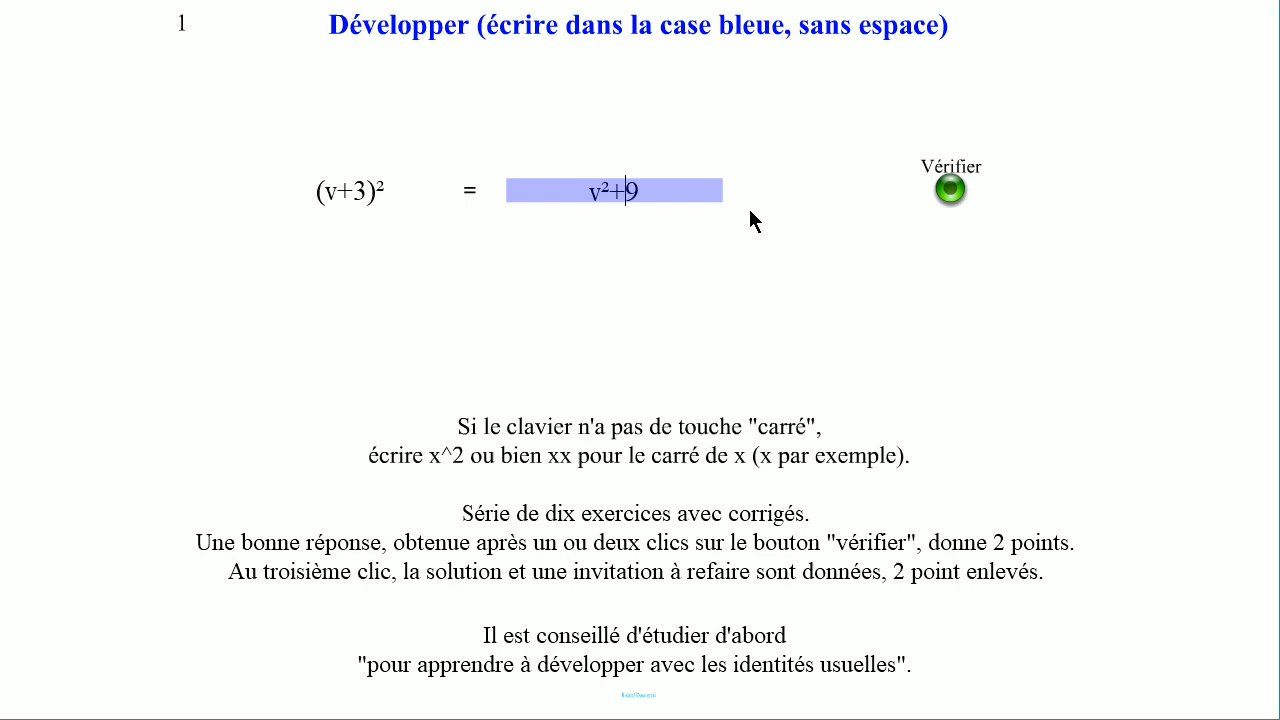 1
Développer (écrire dans la case bleue, sans espace)
Vérifier
(v+3)² = v²+9
Si le clavier n'a pas de touche "carré",
écrire x^2 ou bien xx pour le carré de x (x par exemple).
Série de dix exercices avec corrigés.
Une bonne réponse, obtenue après un ou deux clics sur le bouton "vérifier", donne 2 points.
Au troisième clic, la solution et une invitation à refaire sont données, 2 point enlevés.
Il est conseillé d'étudier d'abord
"pour apprendre à développer avec les identités usuelles".